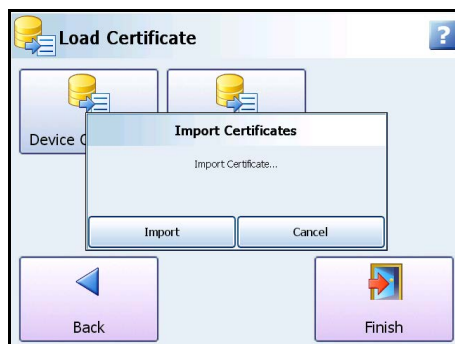 Load Certificate
?
Device C
Import Certificates
Import Certificate...
Import
Cancel
Back
Finish